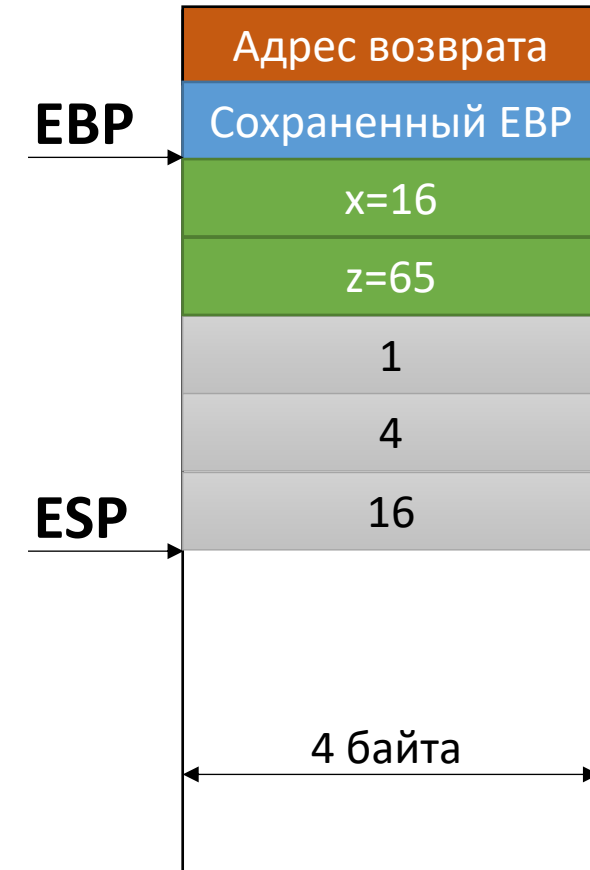 Адрес возврата
EBP
Сохраненный EBP
x=16
z=65
1
4
ESP
16
4 байта